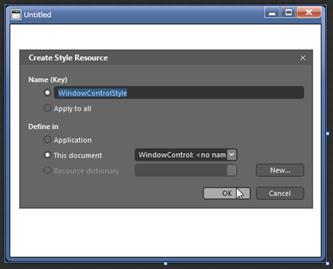 Untitled
Create Style Resource
Name (Key)
WindowControlStyle
Apply to all
Define in
Application
This document
WindowControl: <no nam
Resource dictionary
New...
OK
Cancel